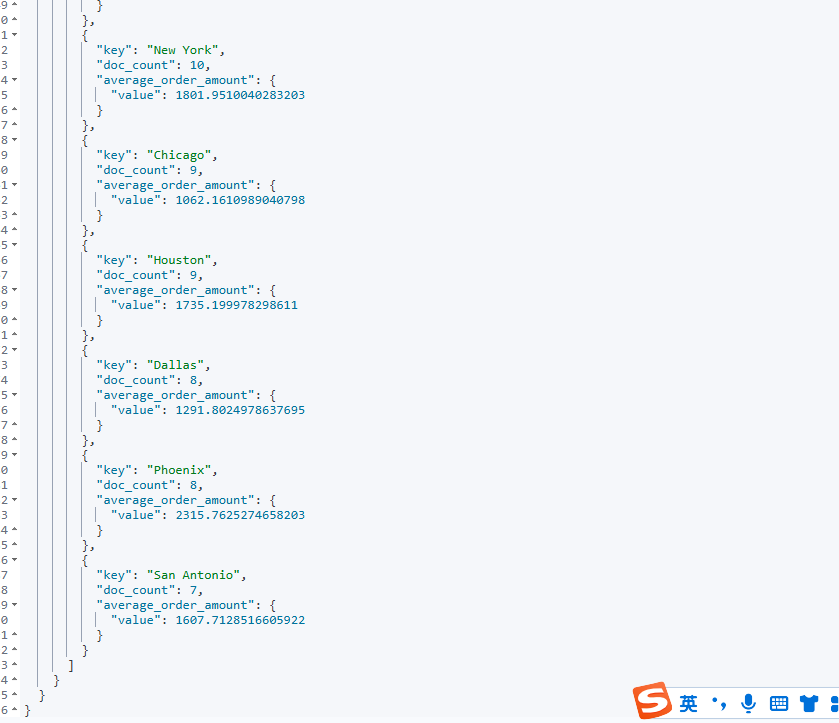 9 }
0 },
1 {
2 "key": "New York",
3 "doc_count": 10,
4 "average_order_amount": {
5 "value": 1801.9510040283203
6 }
7 },
8 {
9 "key": "Chicago",
0 "doc_count": 9,
1 "average_order_amount": {
2 "value": 1062.1610989040798
3 }
4 },
5 {
6 "key": "Houston",
7 "doc_count": 9,
8 "average_order_amount": {
9 "value": 1735.199978298611
0 }
1 },
2 {
3 "key": "Dallas",
4 "doc_count": 8,
5 "average_order_amount": {
6 "value": 1291.8024978637695
7 }
8 },
9 {
0 "key": "Phoenix",
1 "doc_count": 8,
2 "average_order_amount": {
3 "value": 2315.7625274658203
4 }
5 },
6 {
7 "key": "San Antonio",
8 "doc_count": 7,
9 "average_order_amount": {
0 "value": 1607.7128516605922
1 }
2 }
3 ]
4 }
5 }
6 }
S 英